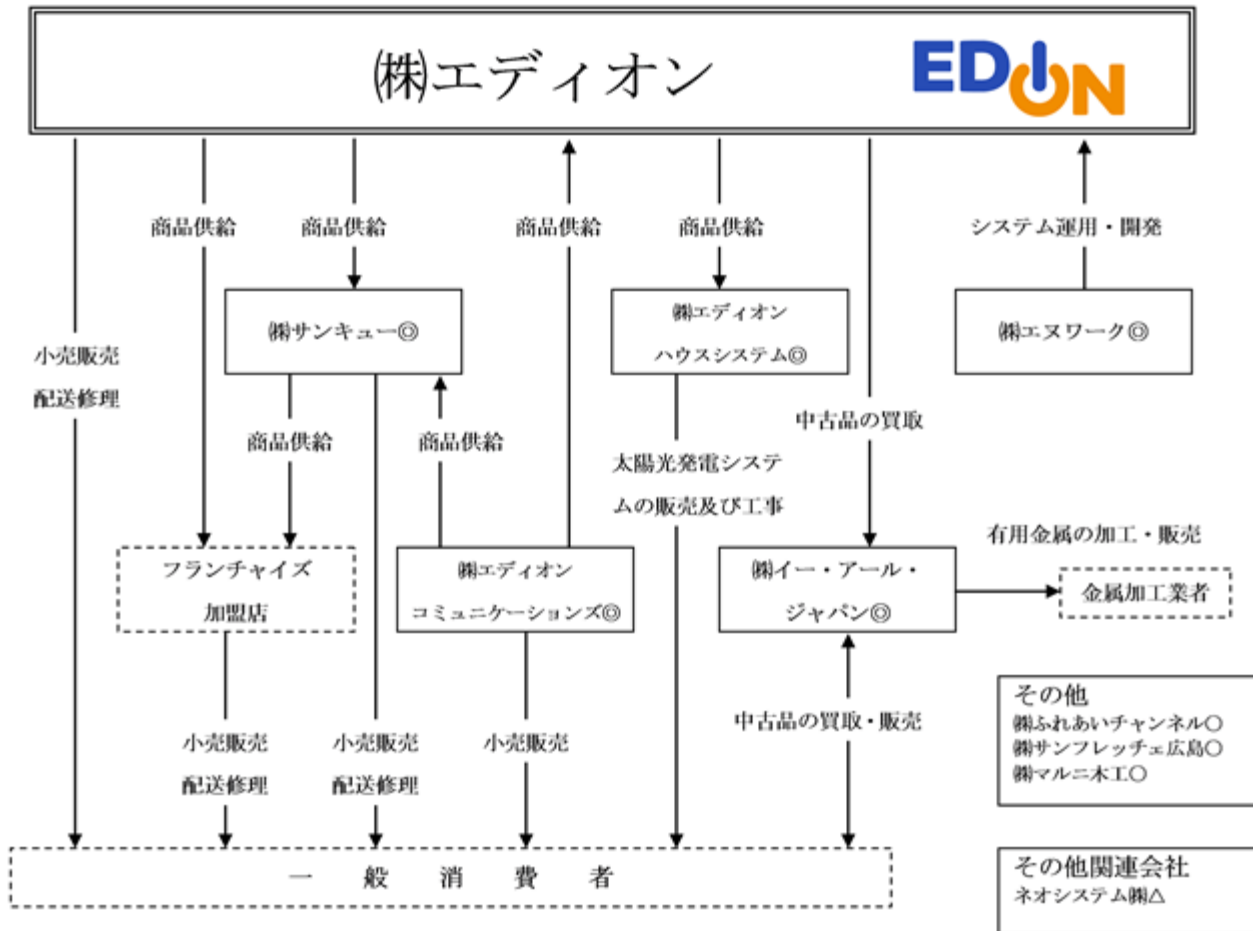 ㈱エディオン
EDION
商品供給
商品供給
商品供給
商品供給
システム運用・開発
㈱サンキュー◎
㈱エディオン
ハウスシステム◎
㈱エヌワーク◎
小売販売
配送修理
商品供給
商品供給
中古品の買取
太陽光発電システ
ムの販売及び工事
有用金属の加工・販売
フランチャイズ
加盟店
㈱エディオン
コミュニケーションズ◎
㈱イー・アール・
ジャパン◎
金属加工業者
小売販売
配送修理
小売販売
配送修理
小売販売
中古品の買取・販売
その他
㈱ふれあいチャンネル○
㈱サンフレッチェ広島○
㈱マルニ木工○
一般消費者
その他関連会社
ネオシステム㈱△